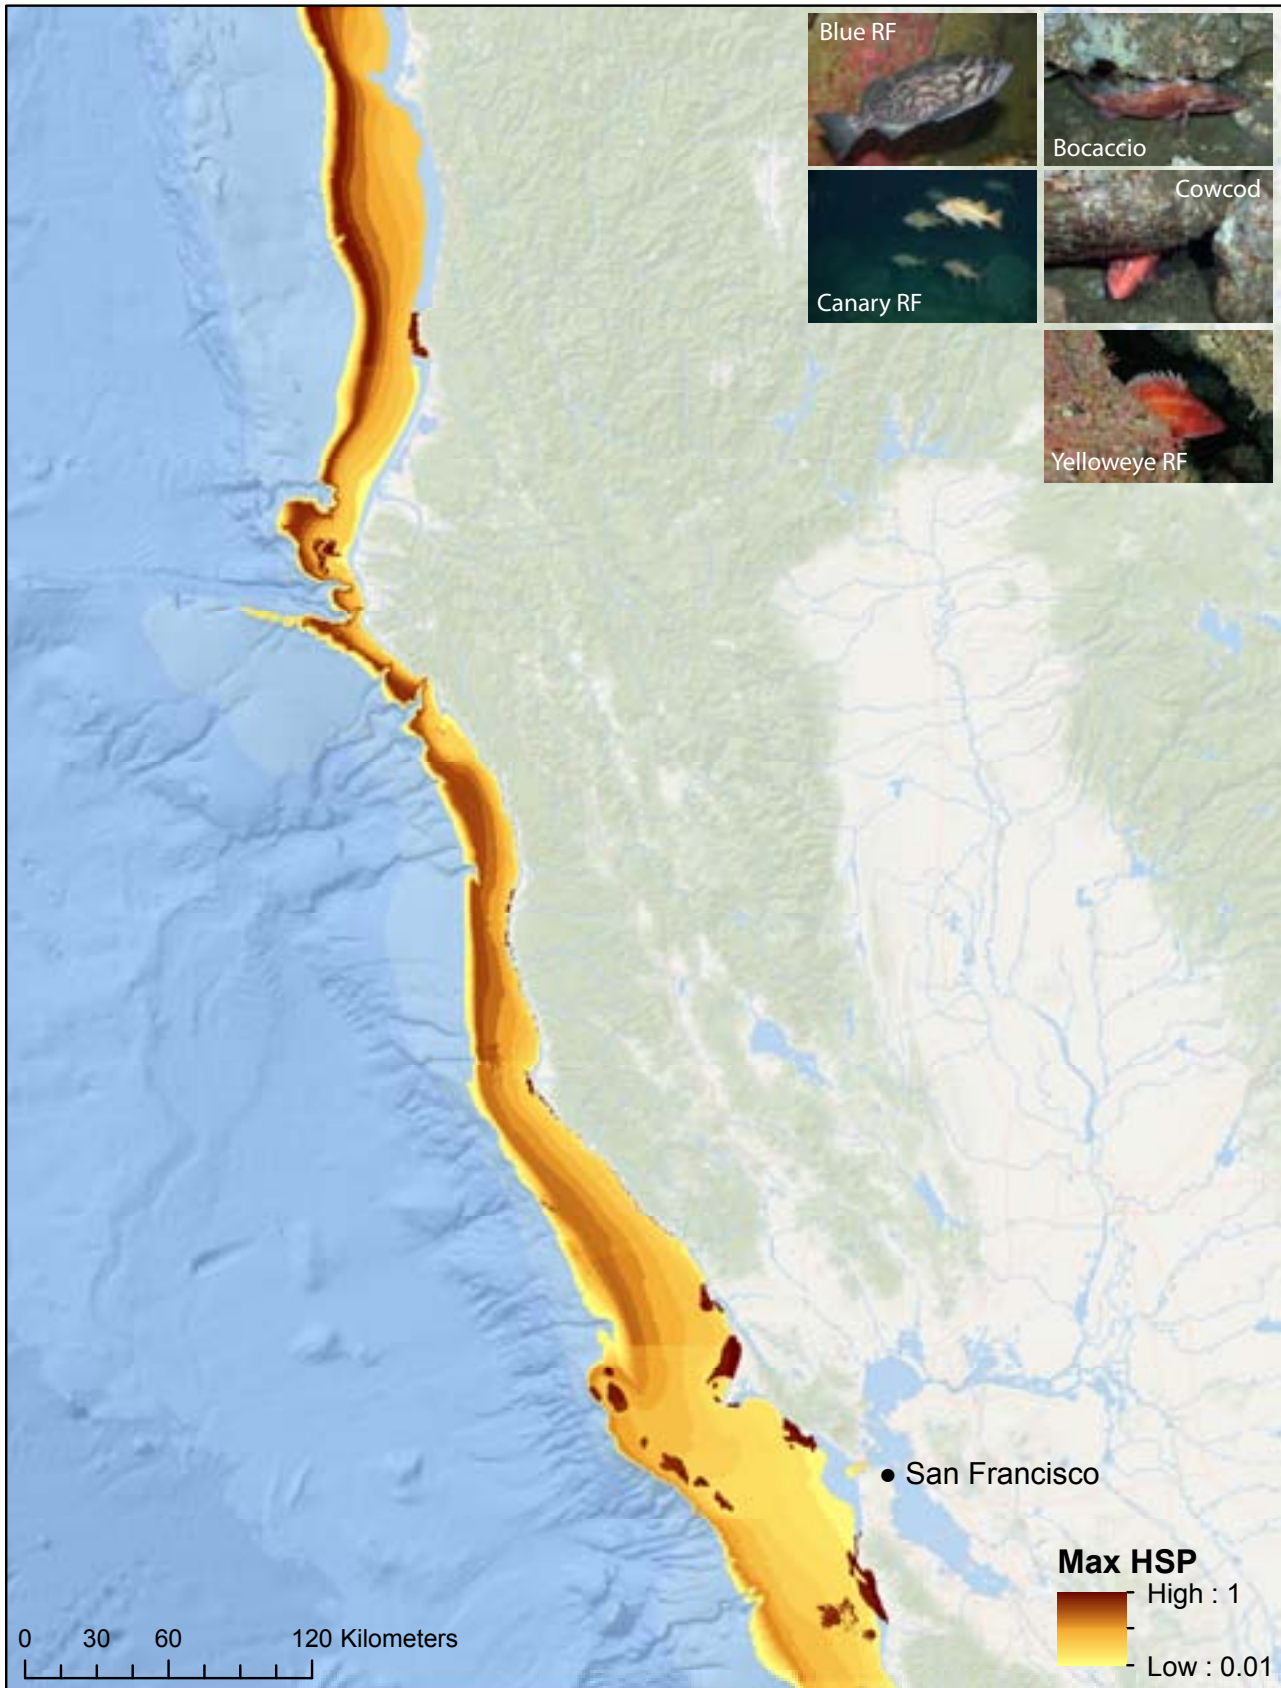 Blue RF
Bocaccio
Canary RF
Cowcod
Yelloweye RF
San Francisco
Max HSP
High : 1
Low : 0.01
0 30 60 120 Kilometers